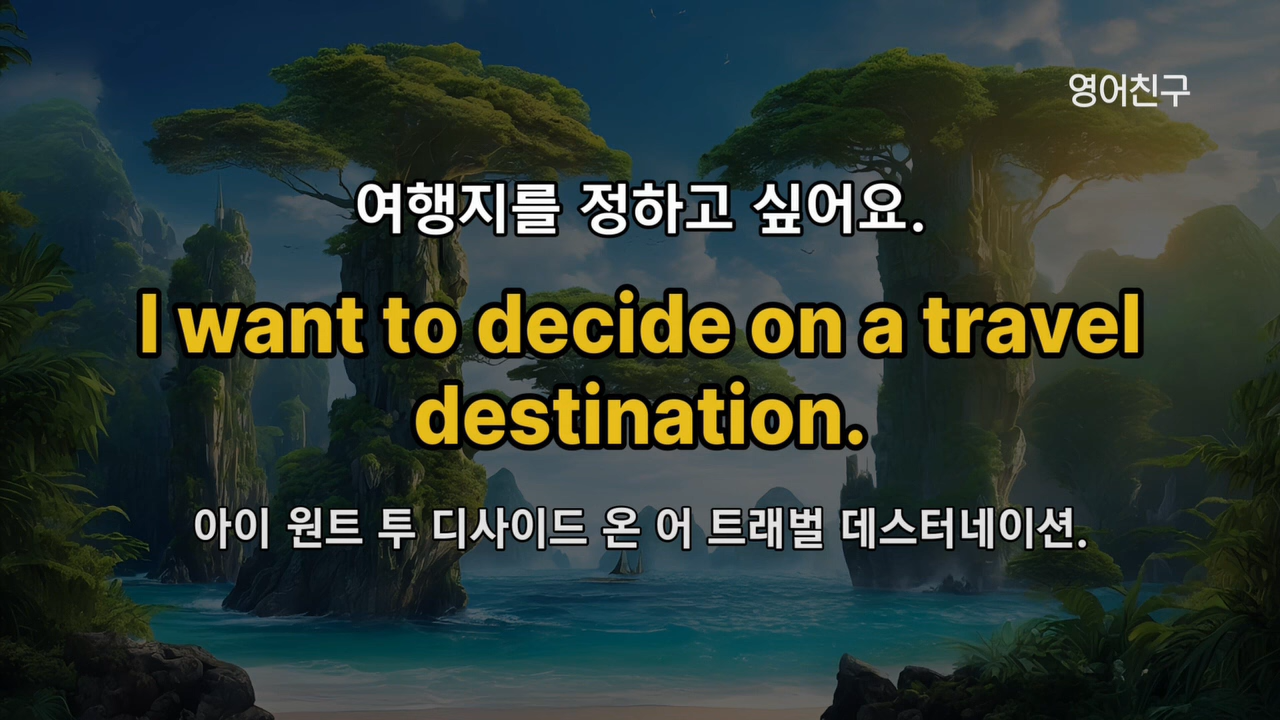 영어친구
여행지를 정하고 싶어요.
I want to decide on a travel
destination.
아이 원트 투 디사이드 온 어 트래벌 데스터네이션.